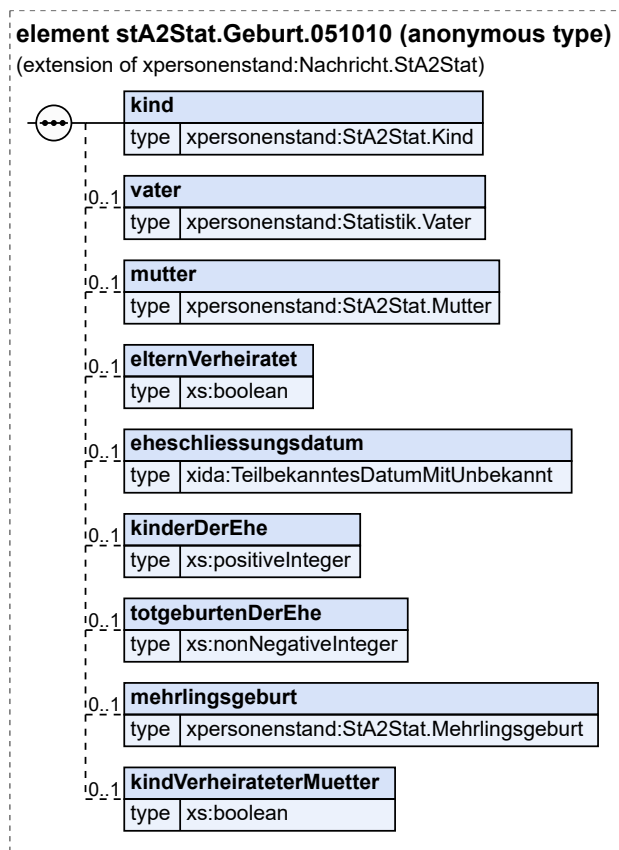 element stA2Stat.Geburt.051010 (anonymous type)
(extension of xpersonenstand:Nachricht.StA2Stat)
kind
type xpersonenstand:StA2Stat.Kind
0..1 vater
type xpersonenstand:Statistik.Vater
0..1 mutter
type xpersonenstand:StA2Stat.Mutter
0..1 elternVerheiratet
type xs:boolean
0..1 eheschliessungsdatum
type xida:TeilbekanntesDatumMitUnbekannt
0..1 kinderDerEhe
type xs:positiveInteger
0..1 totgeburtenDerEhe
type xs:nonNegativeInteger
0..1 mehrlingsgeburt
type xpersonenstand:StA2Stat.Mehrlingsgeburt
0..1 kindVerheirateterMuetter
type xs:boolean